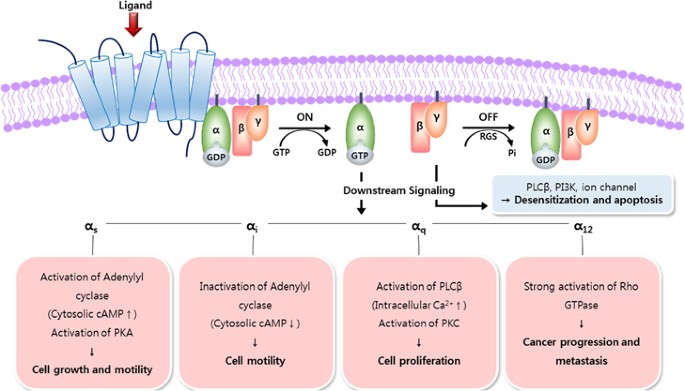 Ligand
α
β
γ
GDP
ON
GTP
GDP
α
GTP
β
γ
OFF
RGS
Pi
α
β
γ
GDP
Downstream Signaling
PLCβ, PI3K, ion channel
→ Desensitization and apoptosis
αs
αi
αq
α12
Activation of Adenylyl
cyclase
(Cytosolic cAMP ↑)
Activation of PKA
↓
Cell growth and motility
Inactivation of Adenylyl
cyclase
(Cytosolic cAMP ↓)
↓
Cell motility
Activation of PLCβ
(Intracellular Ca²⁺ ↑)
Activation of PKC
↓
Cell proliferation
Strong activation of Rho
GTPase
↓
Cancer progression and
metastasis